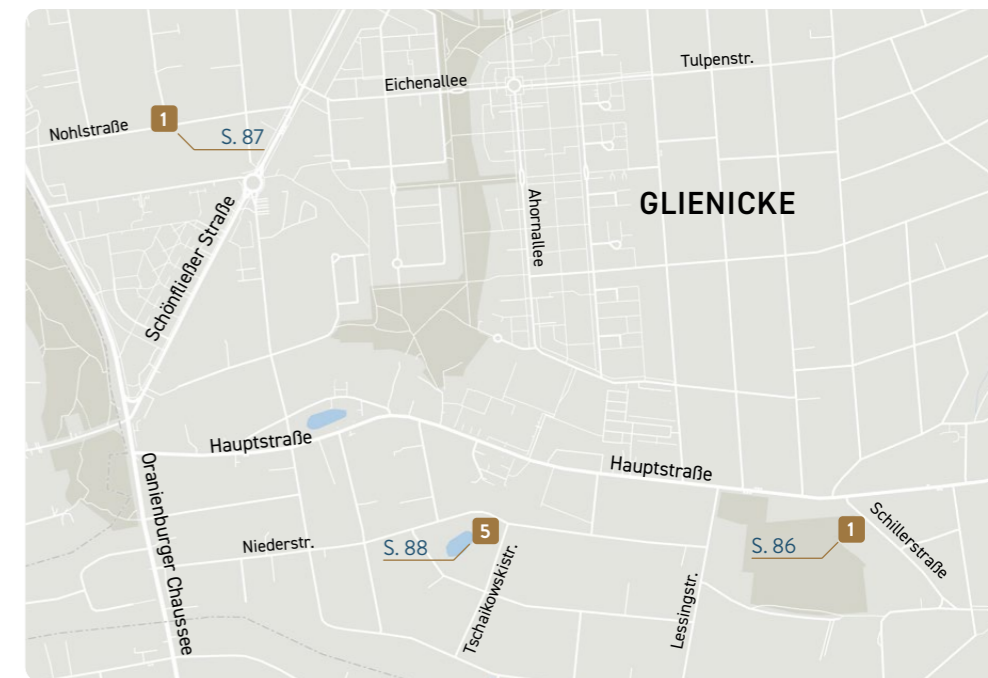 Tulpenstr.
Eichenallee
Nohlstraße
1
S. 87
GLIENICKE
Ahornallee
Schönfließer Straße
Hauptstraße
Hauptstraße
Oranienburger Chaussee
Niederstr.
S. 88
5
Tschaikowskistr.
Lessingstr.
S. 86
1
Schillerstraße